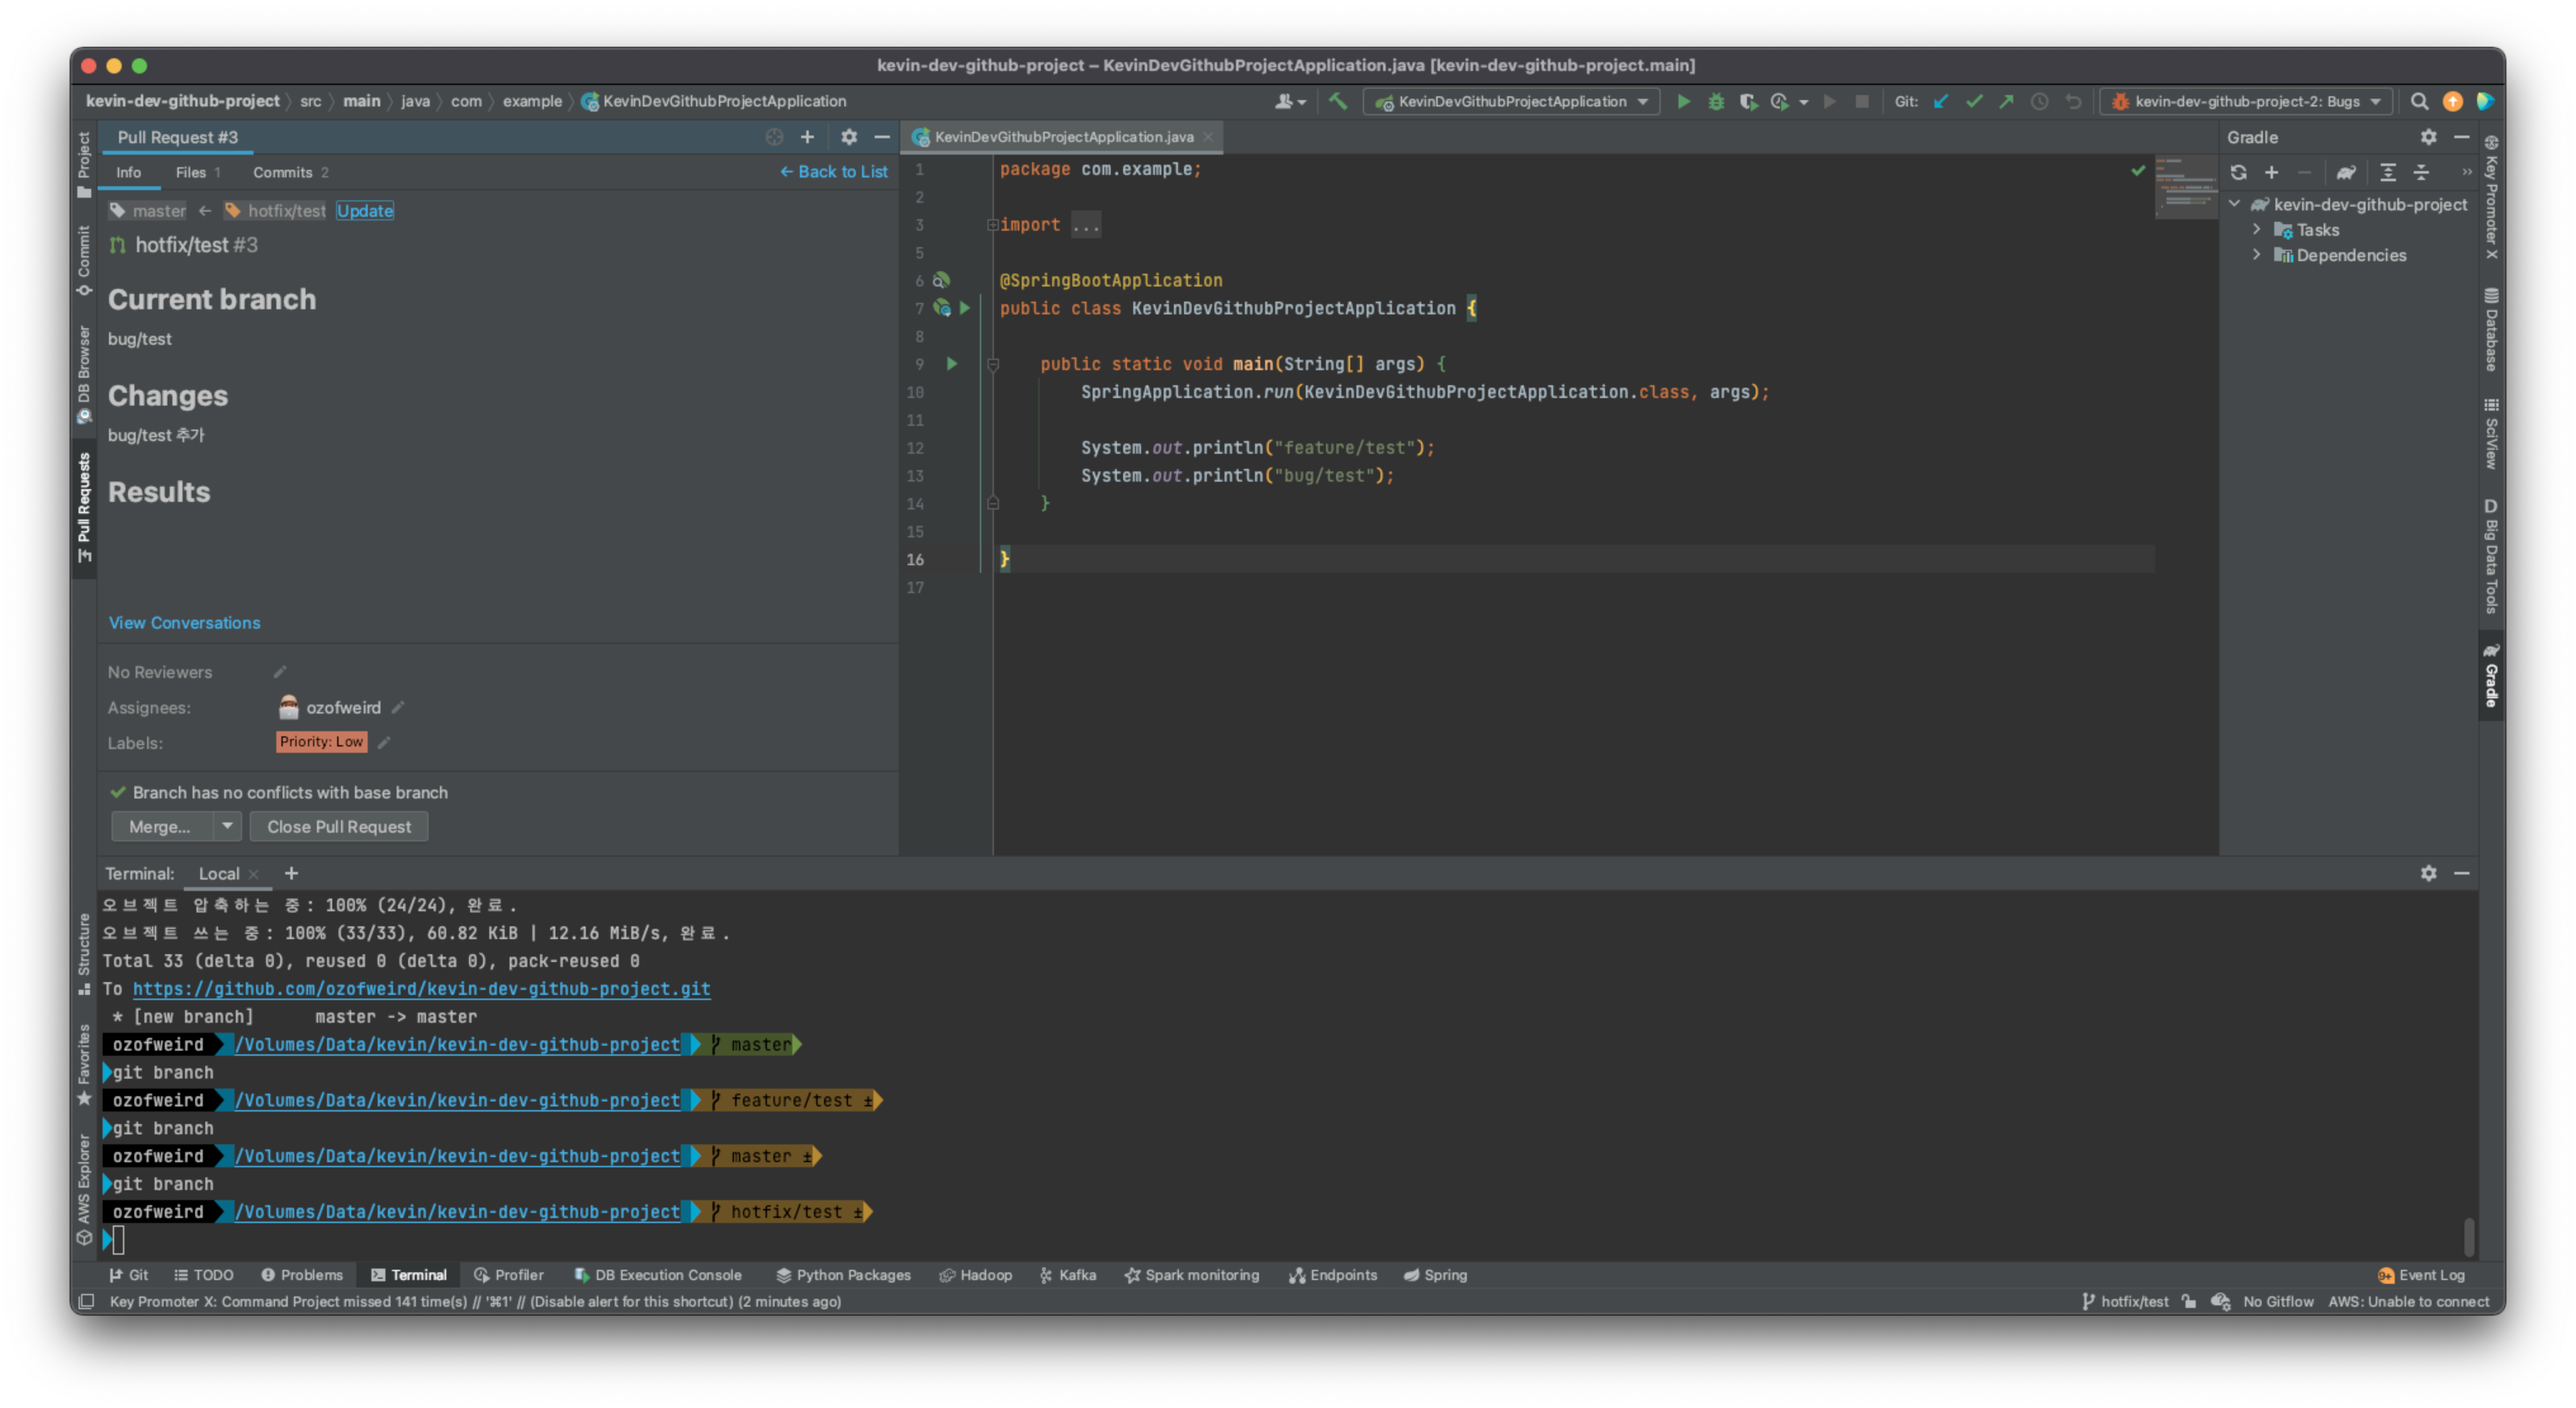 kevin-dev-github-project – KevinDevGithubProjectApplication.java [kevin-dev-github-project.main]
kevin-dev-github-project src main java com example KevinDevGithubProjectApplication
KevinDevGithubProjectApplication Git: kevin-dev-github-project-2: Bugs
Project
Commit
DB Browser
Pull Requests
Structure
Favorites
AWS Explorer
Pull Request #3
Info Files 1 Commits 2 ← Back to List
master ← hotfix/test Update
hotfix/test #3
Current branch
bug/test
Changes
bug/test 추가
Results
View Conversations
No Reviewers
Assignees: ozofweird
Labels: Priority: Low
Branch has no conflicts with base branch
Merge... Close Pull Request
KevinDevGithubProjectApplication.java
1 package com.example;
2
3 import ...
5
6 @SpringBootApplication
7 public class KevinDevGithubProjectApplication {
8
9 public static void main(String[] args) {
10 SpringApplication.run(KevinDevGithubProjectApplication.class, args);
11
12 System.out.println("feature/test");
13 System.out.println("bug/test");
14 }
15
16 }
17
Gradle
kevin-dev-github-project
Tasks
Dependencies
Key Promoter X
Database
SciView
D Big Data Tools
Gradle
Terminal: Local
오브젝트 압축하는 중: 100% (24/24), 완료.
오브젝트 쓰는 중: 100% (33/33), 60.82 KiB | 12.16 MiB/s, 완료.
Total 33 (delta 0), reused 0 (delta 0), pack-reused 0
To https://github.com/ozofweird/kevin-dev-github-project.git
* [new branch] master -> master
ozofweird /Volumes/Data/kevin/kevin-dev-github-project master
git branch
ozofweird /Volumes/Data/kevin/kevin-dev-github-project feature/test ±
git branch
ozofweird /Volumes/Data/kevin/kevin-dev-github-project master ±
git branch
ozofweird /Volumes/Data/kevin/kevin-dev-github-project hotfix/test ±
Git TODO Problems Terminal Profiler DB Execution Console Python Packages Hadoop Kafka Spark monitoring Endpoints Spring 9+ Event Log
Key Promoter X: Command Project missed 141 time(s) // '⌘1' // (Disable alert for this shortcut) (2 minutes ago) hotfix/test No Gitflow AWS: Unable to connect